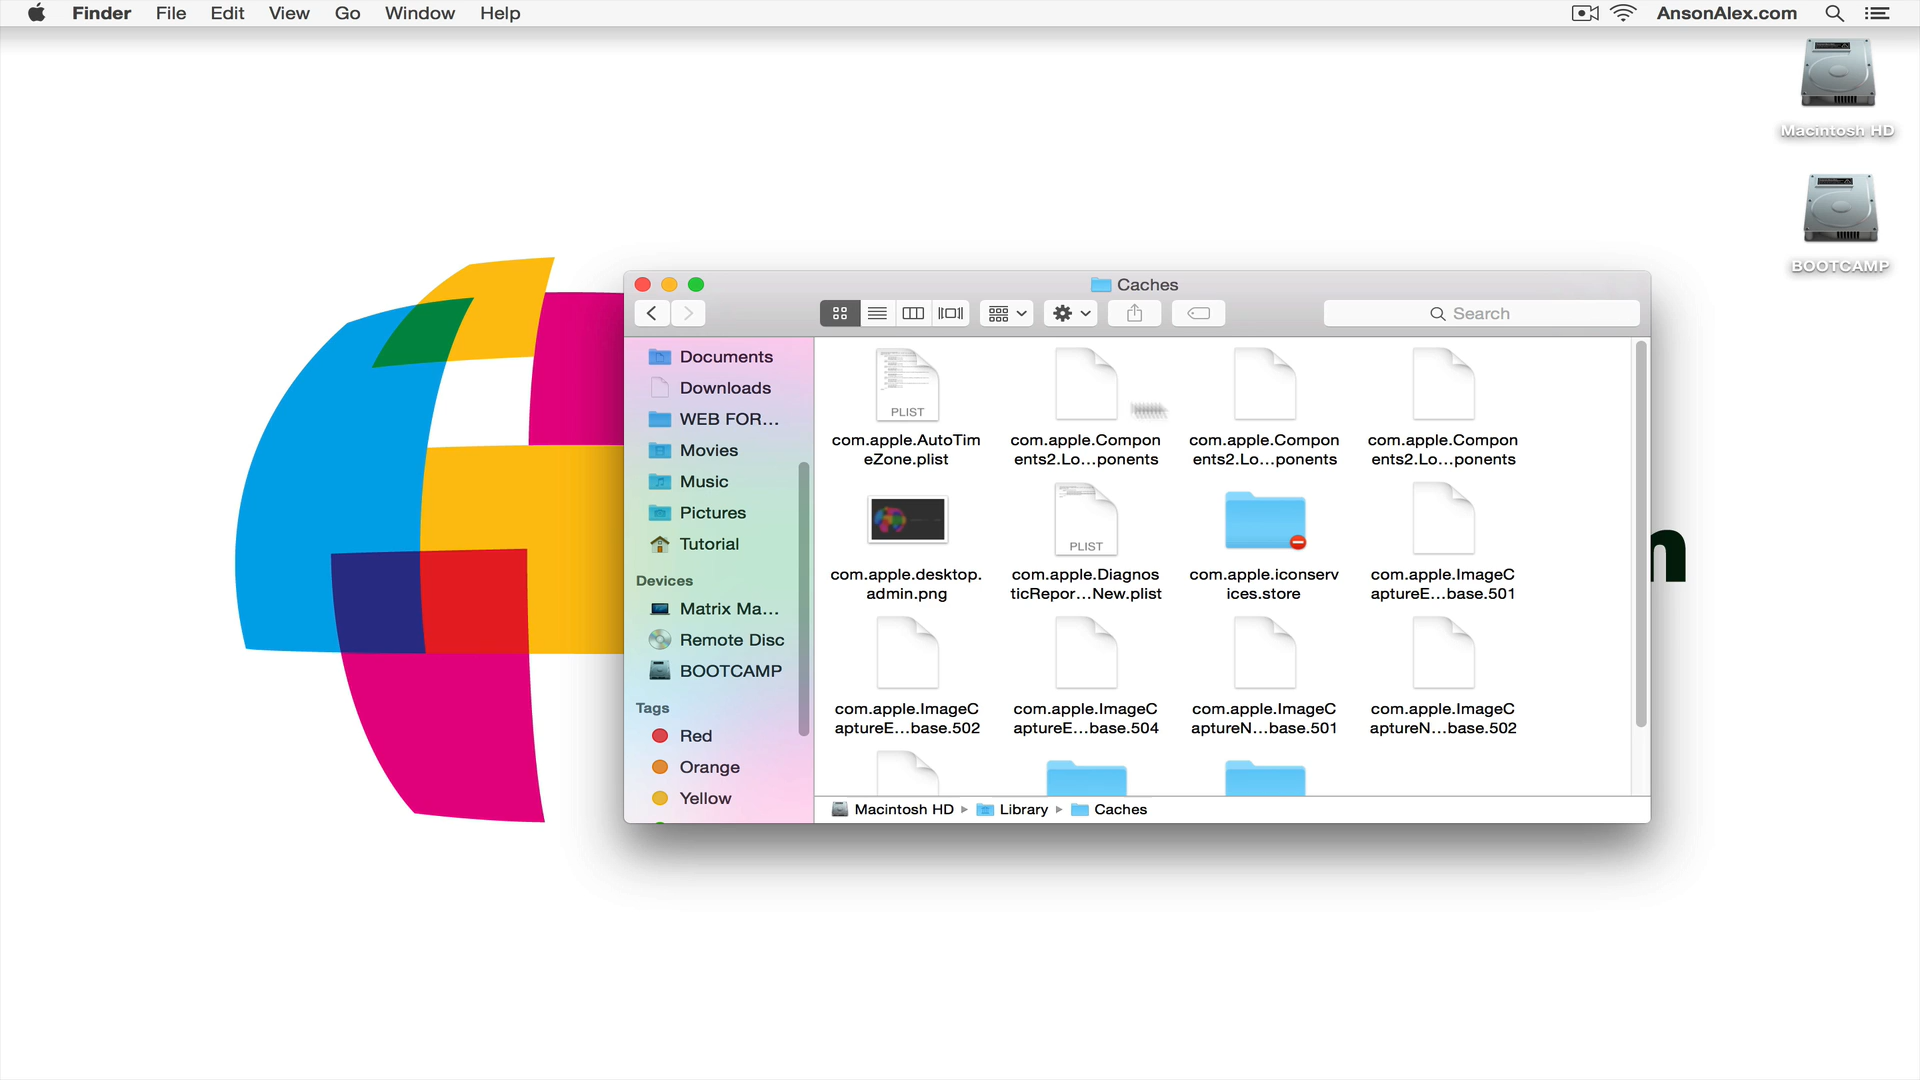 Finder File Edit View Go Window Help AnsonAlex.com
Macintosh HD
BOOTCAMP
Caches
Search
Documents
Downloads
WEB FOR...
Movies
Music
Pictures
Tutorial
Devices
Matrix Ma...
Remote Disc
BOOTCAMP
Tags
Red
Orange
Yellow
PLIST
com.apple.AutoTim
eZone.plist
com.apple.Compon
ents2.Lo...ponents
com.apple.Compon
ents2.Lo...ponents
com.apple.Compon
ents2.Lo...ponents
com.apple.desktop.
admin.png
PLIST
com.apple.Diagnos
ticRepor...New.plist
com.apple.iconserv
ices.store
com.apple.ImageC
aptureE...base.501
com.apple.ImageC
aptureE...base.502
com.apple.ImageC
aptureE...base.504
com.apple.ImageC
aptureN...base.501
com.apple.ImageC
aptureN...base.502
Macintosh HD ▸ Library ▸ Caches